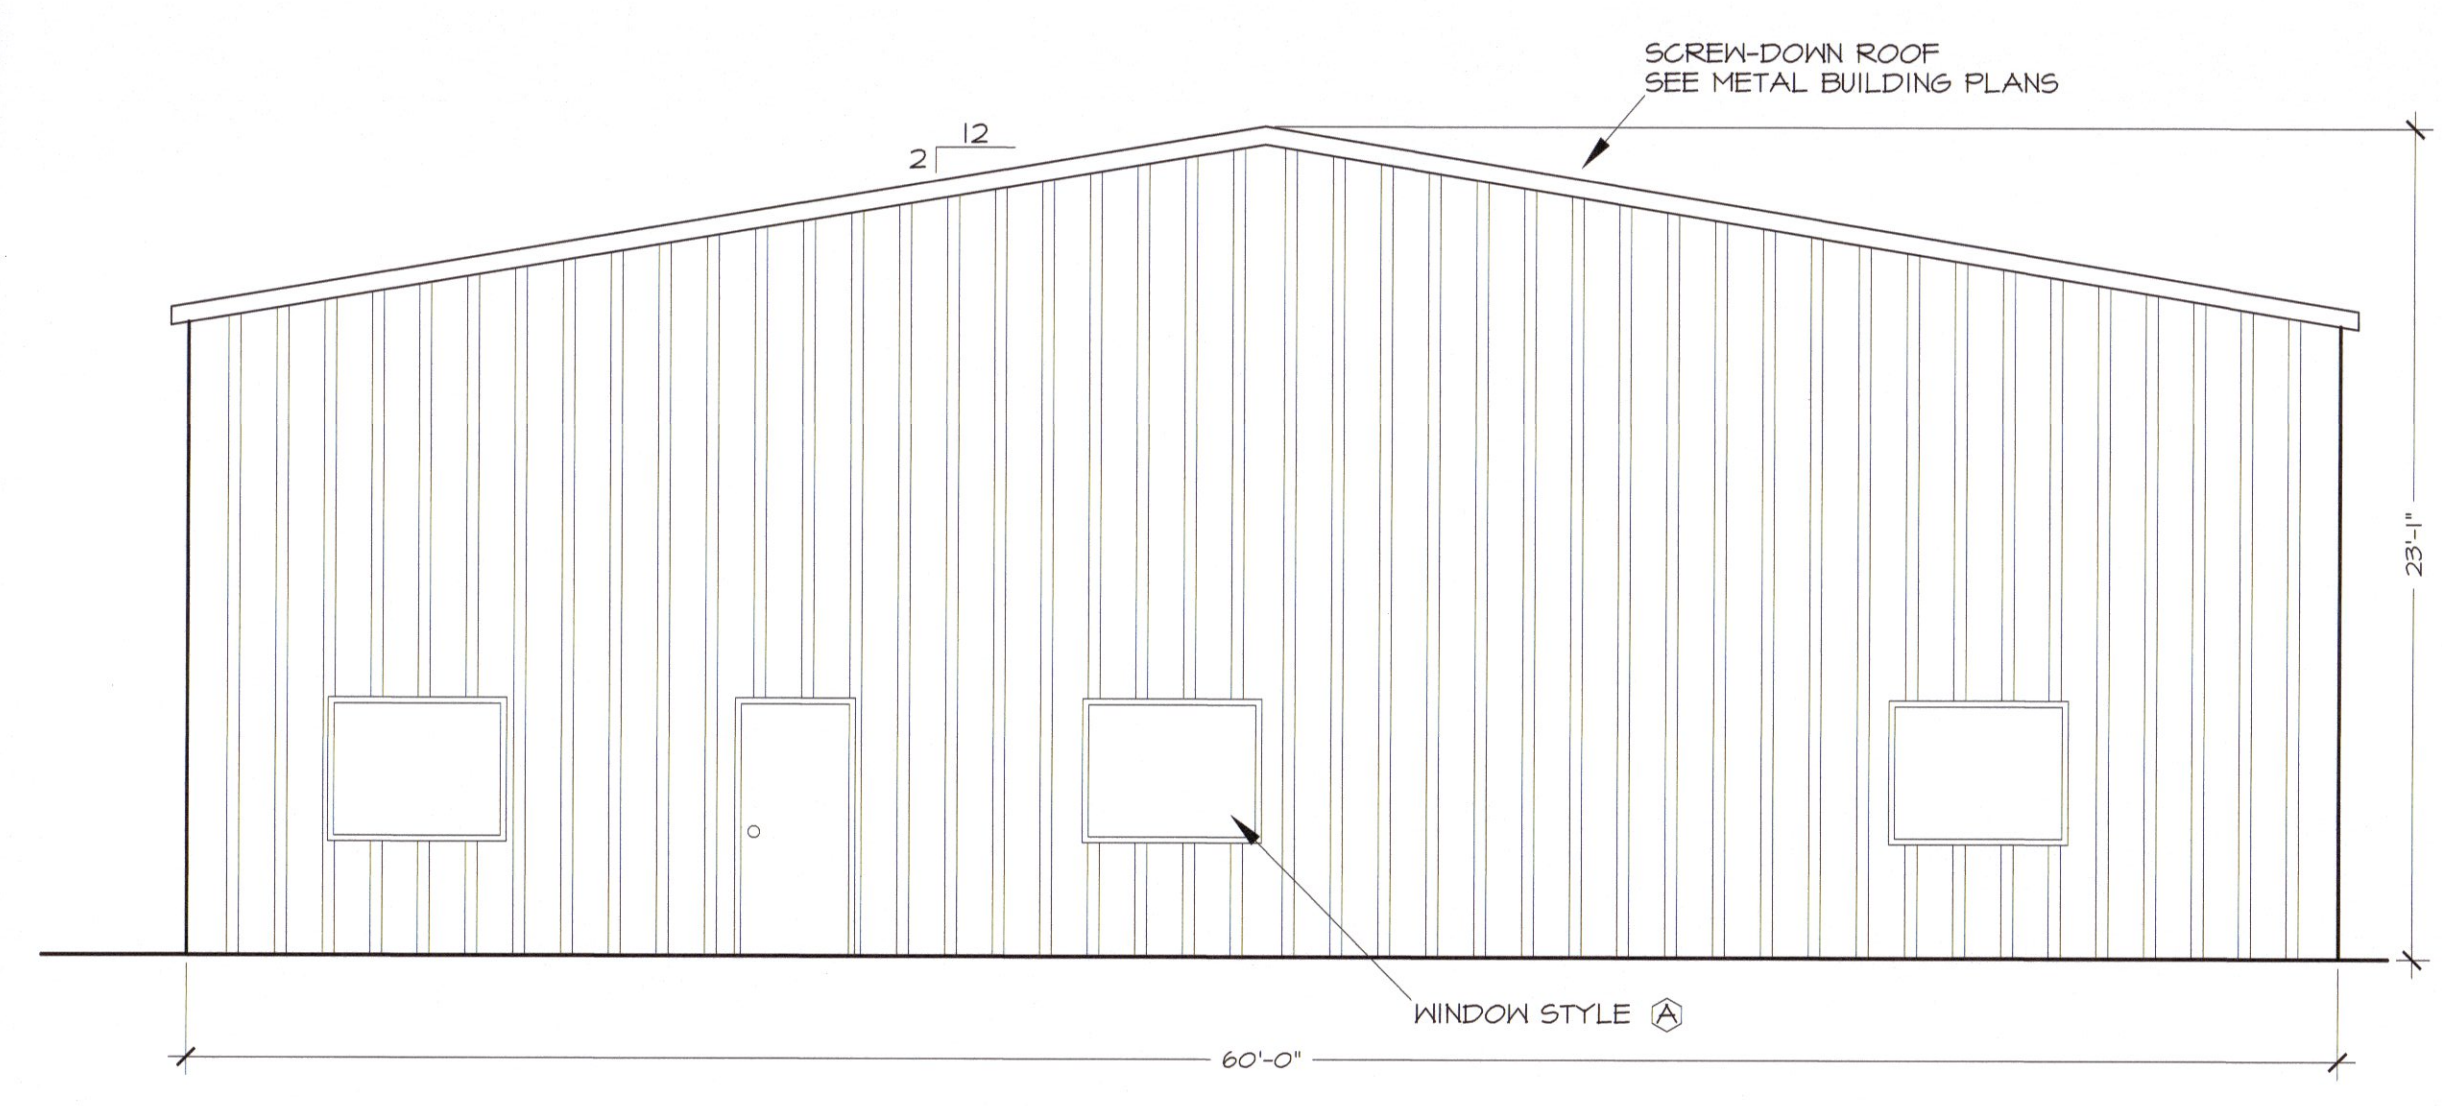 SCREW-DOWN ROOF
SEE METAL BUILDING PLANS
12
2
23'-1"
WINDOW STYLE A
60'-0"